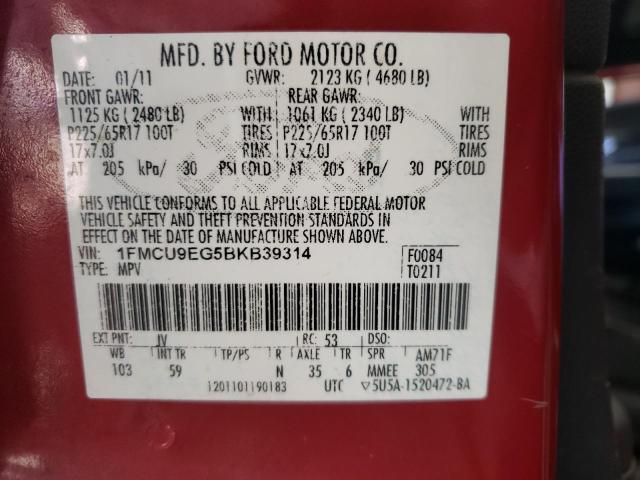 MFD. BY FORD MOTOR CO.
DATE: 01/11 GVWR: 2123 KG ( 4680 LB)
FRONT GAWR: REAR GAWR:
1125 KG ( 2480 LB) WITH 1061 KG ( 2340 LB) WITH
P225/65R17 100T TIRES P225/65R17 100T TIRES
17x7.0J RIMS 17x7.0J RIMS
AT 205 kPa/ 30 PSI COLD AT 205 kPa/ 30 PSI COLD
THIS VEHICLE CONFORMS TO ALL APPLICABLE FEDERAL MOTOR
VEHICLE SAFETY AND THEFT PREVENTION STANDARDS IN
EFFECT ON THE DATE OF MANUFACTURE SHOWN ABOVE.
VIN: 1FMCU9EG5BKB39314 F0084
TYPE: MPV T0211
EXT PNT: JV RC: 53 DSO:
WB INT TR TP/PS R AXLE TR SPR AM71F
103 59 N 35 6 MMEE 305
1201101190183 UTC ▽5U5A-1520472-BA